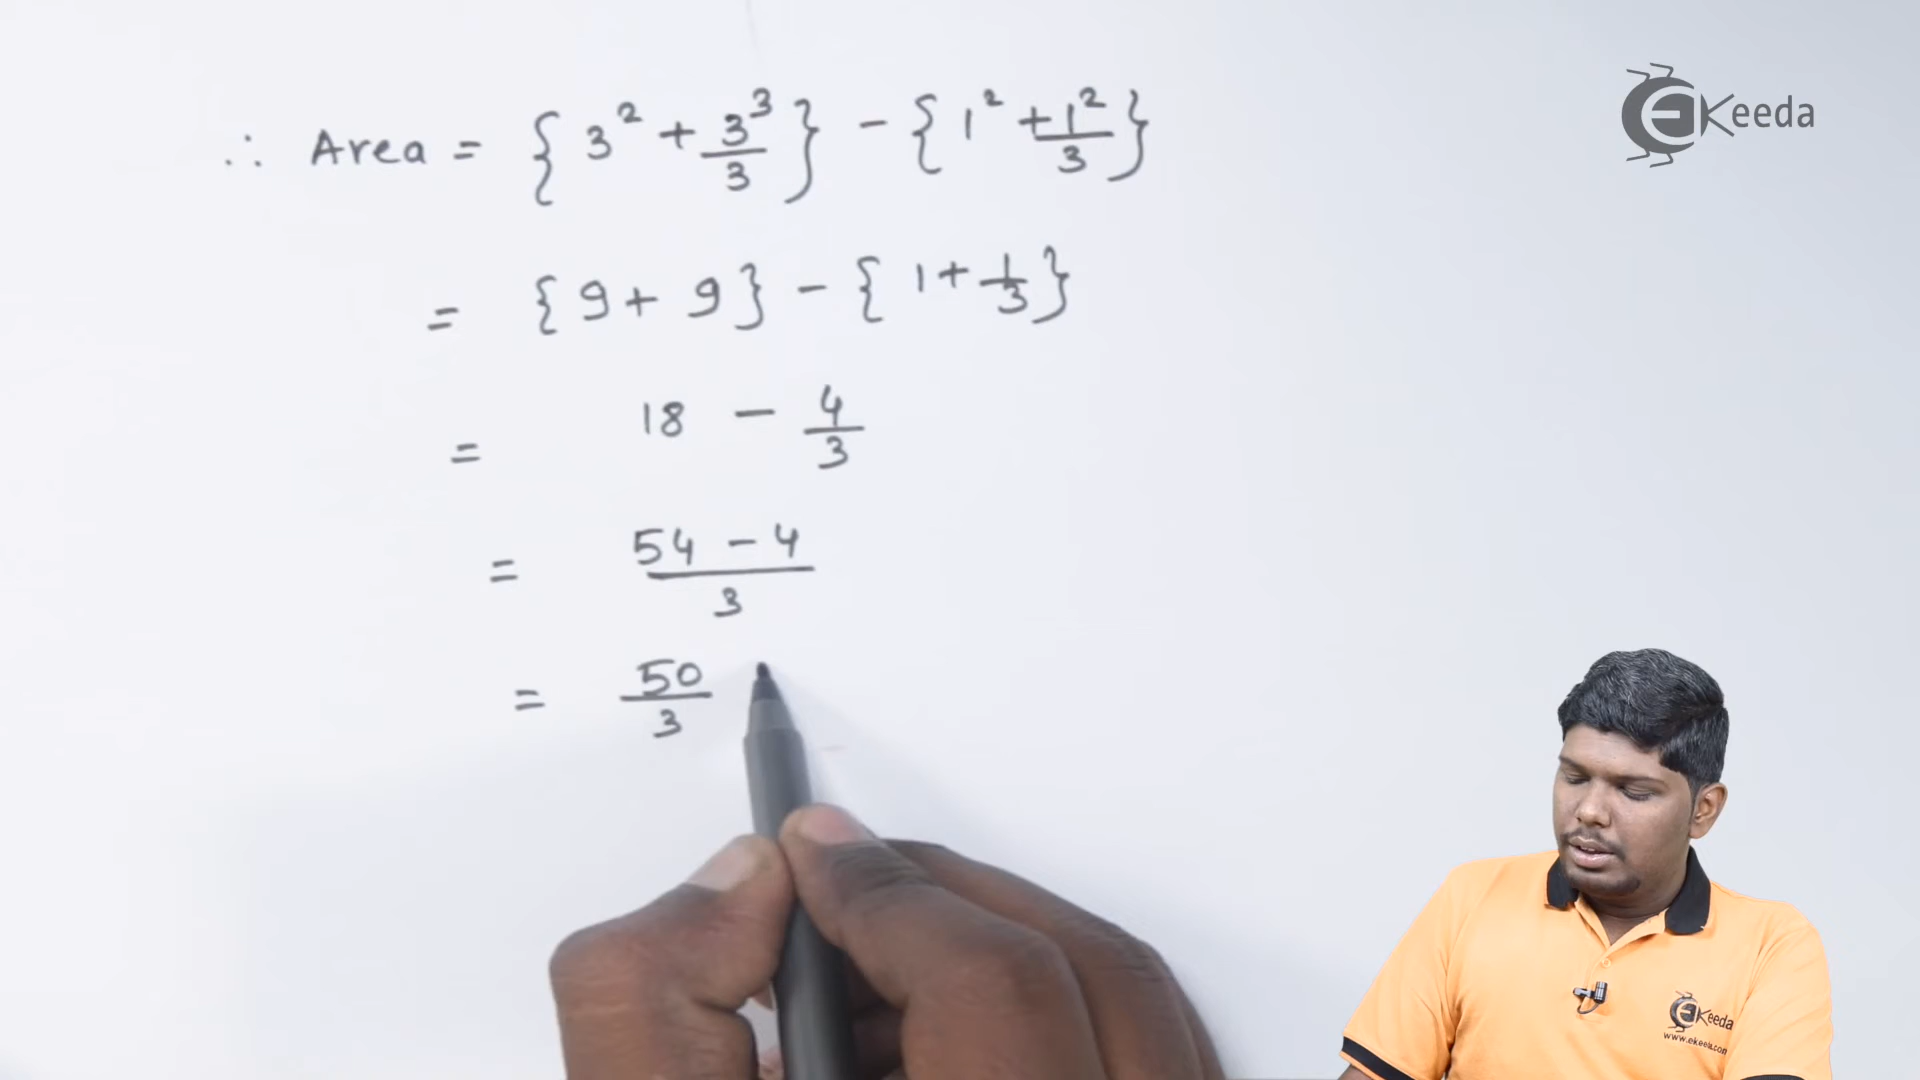 ∴ Area = { 3² + 3³/3 } - { 1² + 1²/3 }
= { 9 + 9 } - { 1 + 1/3 }
= 18 - 4/3
= 54 - 4/3
= 50/3
EKeeda
EKeeda
www.ekeeda.com